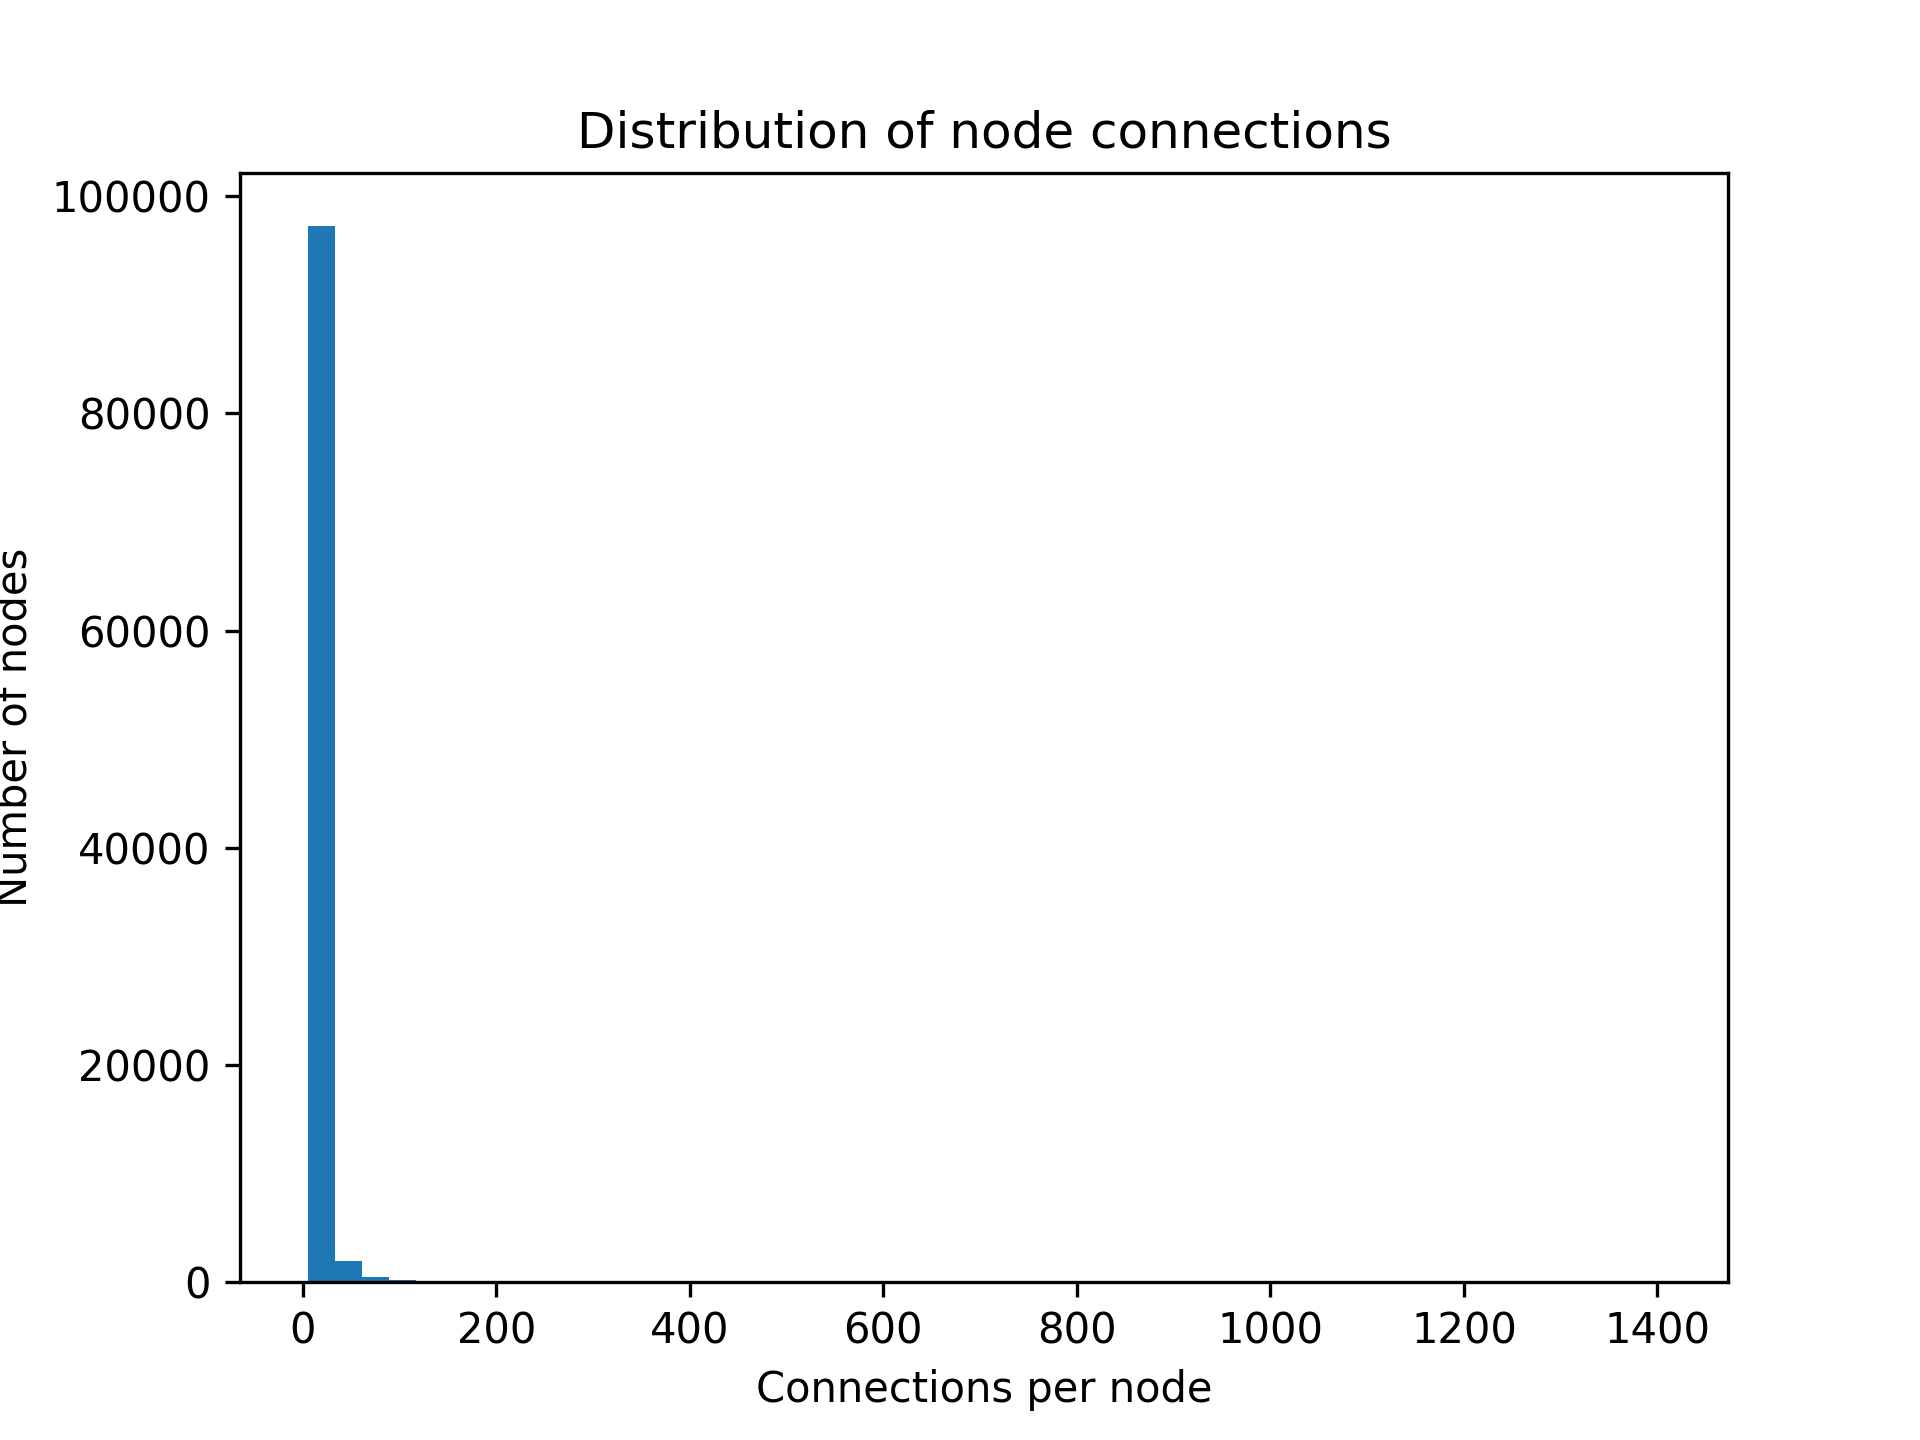 Distribution of node connections
100000
80000
60000
40000
20000
0
Number of nodes
0 200 400 600 800 1000 1200 1400
Connections per node